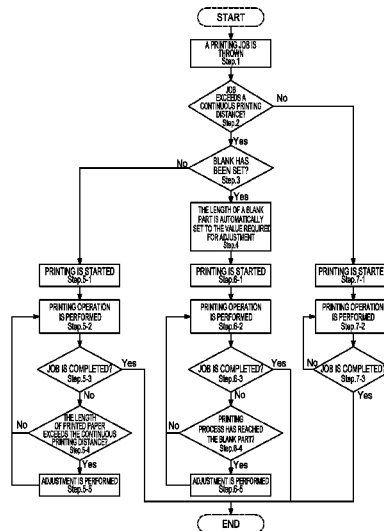 START
A PRINTING JOB IS
THROWN
Step.1
JOB
EXCEEDS A
CONTINUOUS PRINTING
DISTANCE?
Step.2
No
Yes
No
BLANK HAS
BEEN SET?
Step.3
Yes
THE LENGTH OF A BLANK
PART IS AUTOMATICALLY
SET TO THE VALUE REQUIRED
FOR ADJUSTMENT
Step.4
PRINTING IS STARTED
Step.5-1
PRINTING OPERATION
IS PERFORMED
Step.5-2
JOB IS COMPLETED?
Step.5-3
Yes
No
THE LENGTH
OF PRINTED PAPER
EXCEEDS THE CONTINUOUS
PRINTING DISTANCE?
Step.5-4
No
Yes
ADJUSTMENT IS PERFORMED
Step.5-5
PRINTING IS STARTED
Step.6-1
PRINTING OPERATION
IS PERFORMED
Step.6-2
JOB IS COMPLETED?
Step.6-3
Yes
No
PRINTING
PROCESS HAS REACHED
THE BLANK PART?
Step.6-4
No
Yes
ADJUSTMENT IS PERFORMED
Step.6-5
PRINTING IS STARTED
Step.7-1
PRINTING OPERATION
IS PERFORMED
Step.7-2
No
JOB IS COMPLETED?
Step.7-3
Yes
END